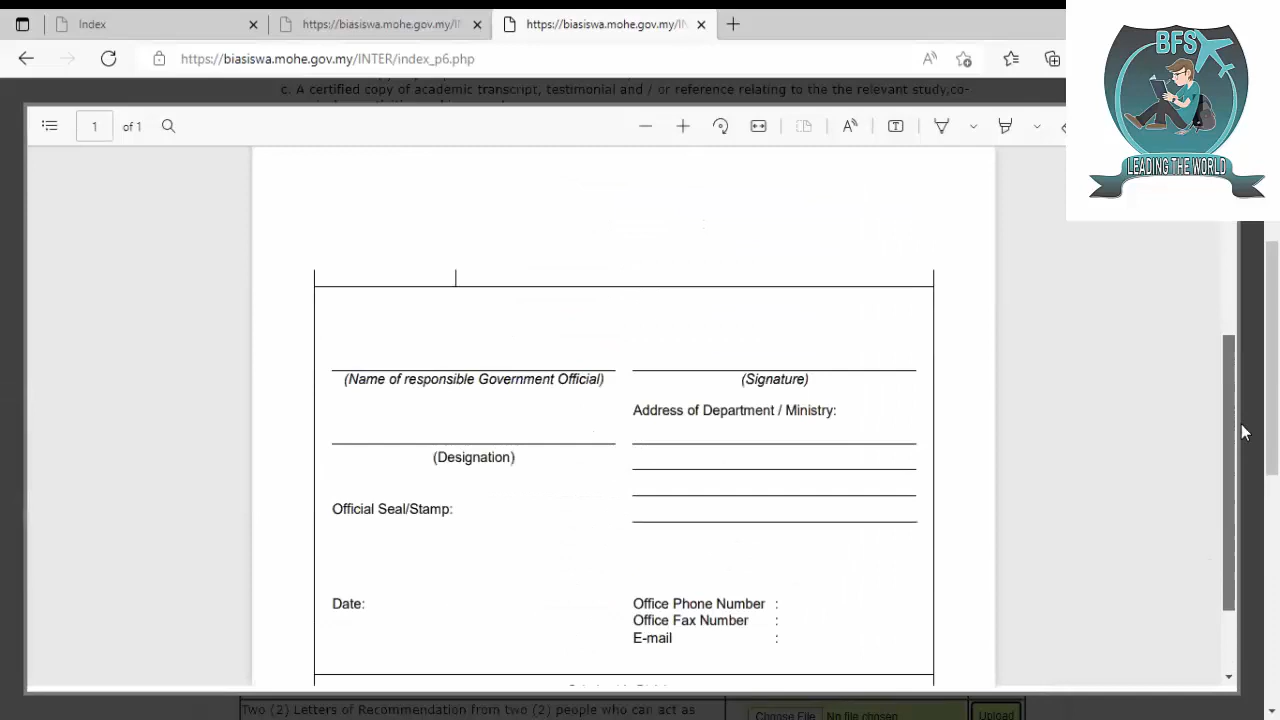 Index
https://biasiswa.mohe.gov.my/I
https://biasiswa.mohe.gov.my/IN
https://biasiswa.mohe.gov.my/INTER/index_p6.php
BFS
LEADING THE WORLD
c. A certified copy of academic transcript, testimonial and / or reference relating to the the relevant study,co-
1 of 1
(Name of responsible Government Official)
(Signature)
Address of Department / Ministry:
(Designation)
Official Seal/Stamp:
Date:
Office Phone Number :
Office Fax Number :
E-mail :
Two (2) Letters of Recommendation from two (2) people who can act as
Choose File No file chosen
Upload